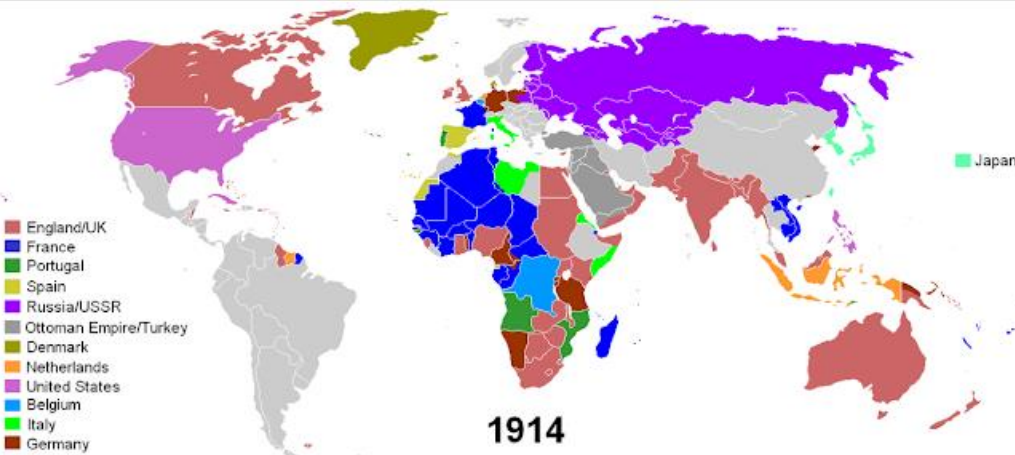 Japan
England/UK
France
Portugal
Spain
Russia/USSR
Ottoman Empire/Turkey
Denmark
Netherlands
United States
Belgium
Italy
Germany
1914